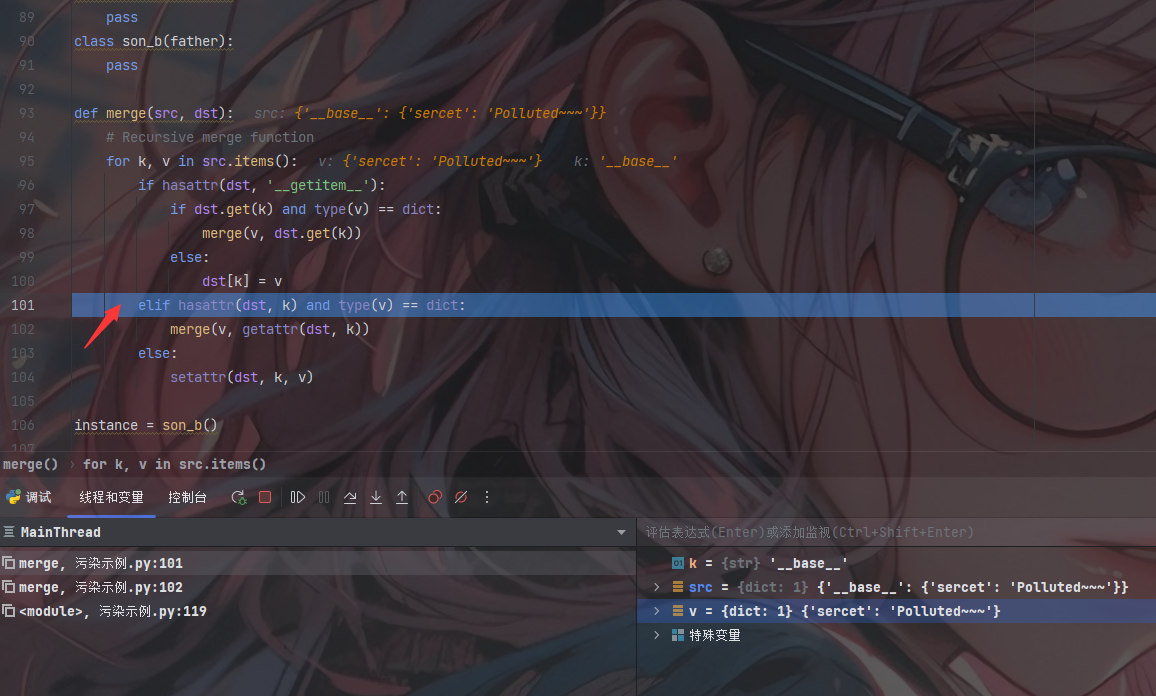 89 pass
90 class son_b(father):
91 pass
92
93 def merge(src, dst): src: {'__base__': {'sercet': 'Polluted~~~'}}
94 # Recursive merge function
95 for k, v in src.items(): v: {'sercet': 'Polluted~~~'} k: '__base__'
96 if hasattr(dst, '__getitem__'):
97 if dst.get(k) and type(v) == dict:
98 merge(v, dst.get(k))
99 else:
100 dst[k] = v
101 elif hasattr(dst, k) and type(v) == dict:
102 merge(v, getattr(dst, k))
103 else:
104 setattr(dst, k, v)
105
106 instance = son_b()
107
merge() › for k, v in src.items()
调试 线程和变量 控制台
MainThread
评估表达式(Enter)或添加监视(Ctrl+Shift+Enter)
merge, 污染示例.py:101
merge, 污染示例.py:102
<module>, 污染示例.py:119
01 k = {str} '__base__'
src = {dict: 1} {'__base__': {'sercet': 'Polluted~~~'}}
v = {dict: 1} {'sercet': 'Polluted~~~'}
特殊变量